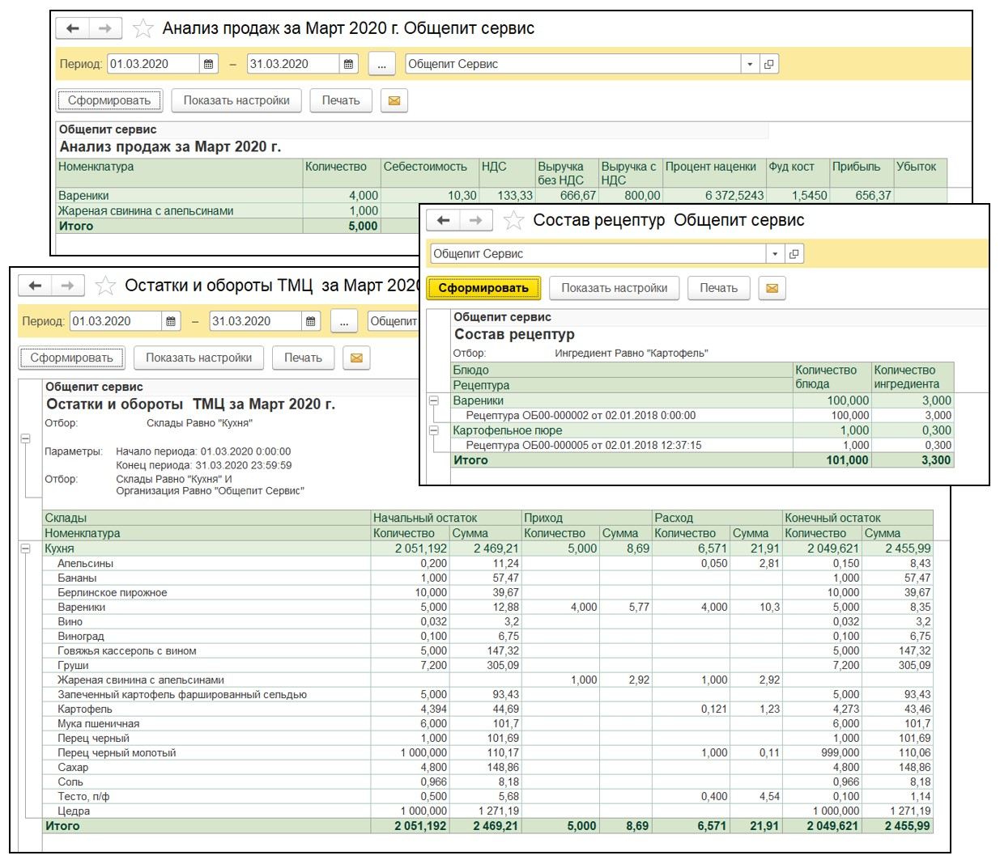 Анализ продаж за Март 2020 г. Общепит сервис
Период: 01.03.2020 – 31.03.2020 ... Общепит Сервис
Сформировать Показать настройки Печать
Общепит сервис
Анализ продаж за Март 2020 г.
Номенклатура Количество Себестоимость НДС Выручка без НДС Выручка с НДС Процент наценки Фуд кост Прибыль Убыток
Вареники 4,000 10,30 133,33 666,67 800,00 6 372,5243 1,5450 656,37
Жареная свинина с апельсинами 1,000
Итого 5,000
Состав рецептур Общепит сервис
Общепит Сервис
Сформировать Показать настройки Печать
Общепит сервис
Состав рецептур
Отбор: Ингредиент Равно "Картофель"
Блюдо Количество блюда Количество ингредиента
Рецептура
Вареники 100,000 3,000
Рецептура ОБ00-000002 от 02.01.2018 0:00:00 100,000 3,000
Картофельное пюре 1,000 0,300
Рецептура ОБ00-000005 от 02.01.2018 12:37:15 1,000 0,300
Итого 101,000 3,300
Остатки и обороты ТМЦ за Март 2020
Период: 01.03.2020 – 31.03.2020 ... Общепит
Сформировать Показать настройки Печать
Общепит сервис
Остатки и обороты ТМЦ за Март 2020 г.
Отбор: Склады Равно "Кухня"
Параметры: Начало периода: 01.03.2020 0:00:00
Конец периода: 31.03.2020 23:59:59
Отбор: Склады Равно "Кухня" И
Организация Равно "Общепит Сервис"
Склады Начальный остаток Приход Расход Конечный остаток
Номенклатура Количество Сумма Количество Сумма Количество Сумма Количество Сумма
Кухня 2 051,192 2 469,21 5,000 8,69 6,571 21,91 2 049,621 2 455,99
Апельсины 0,200 11,24 0,050 2,81 0,150 8,43
Бананы 1,000 57,47 1,000 57,47
Берлинское пирожное 10,000 39,67 10,000 39,67
Вареники 5,000 12,88 4,000 5,77 4,000 10,3 5,000 8,35
Вино 0,032 3,2 0,032 3,2
Виноград 0,100 6,75 0,100 6,75
Говяжья кассероль с вином 5,000 147,32 5,000 147,32
Груши 7,200 305,09 7,200 305,09
Жареная свинина с апельсинами 1,000 2,92 1,000 2,92
Запеченный картофель фаршированный сельдью 5,000 93,43 5,000 93,43
Картофель 4,394 44,69 0,121 1,23 4,273 43,46
Мука пшеничная 6,000 101,7 6,000 101,7
Перец черный 1,000 101,69 1,000 101,69
Перец черный молотый 1 000,000 110,17 1,000 0,11 999,000 110,06
Сахар 4,800 148,86 4,800 148,86
Соль 0,966 8,18 0,966 8,18
Тесто, п/ф 0,500 5,68 0,400 4,54 0,100 1,14
Цедра 1 000,000 1 271,19 1 000,000 1 271,19
Итого 2 051,192 2 469,21 5,000 8,69 6,571 21,91 2 049,621 2 455,99